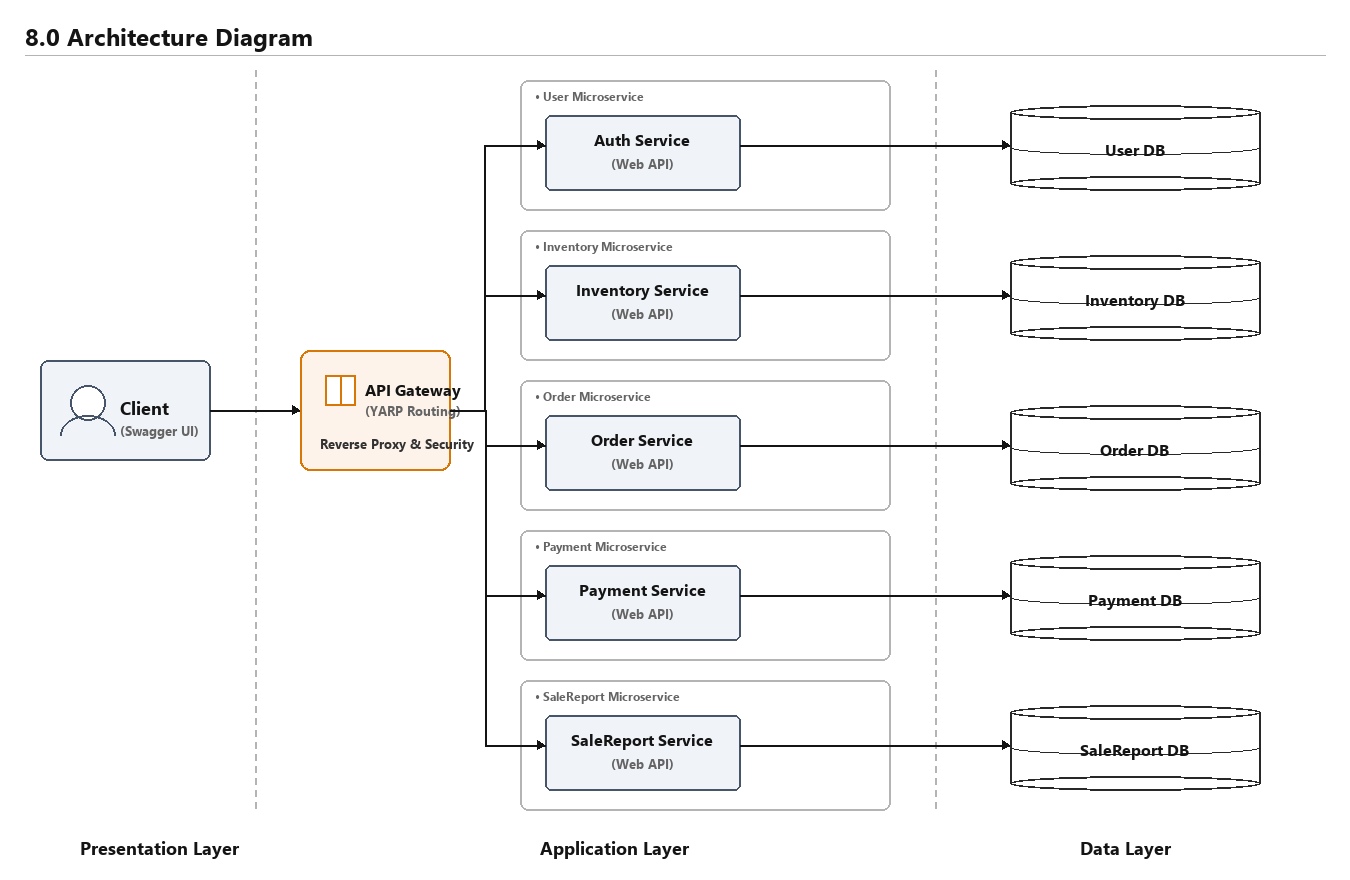 8.0 Architecture Diagram
• User Microservice
Auth Service
(Web API)
User DB
• Inventory Microservice
Inventory Service
(Web API)
Inventory DB
Client
(Swagger UI)
API Gateway
(YARP Routing)
Reverse Proxy & Security
• Order Microservice
Order Service
(Web API)
Order DB
• Payment Microservice
Payment Service
(Web API)
Payment DB
• SaleReport Microservice
SaleReport Service
(Web API)
SaleReport DB
Presentation Layer
Application Layer
Data Layer